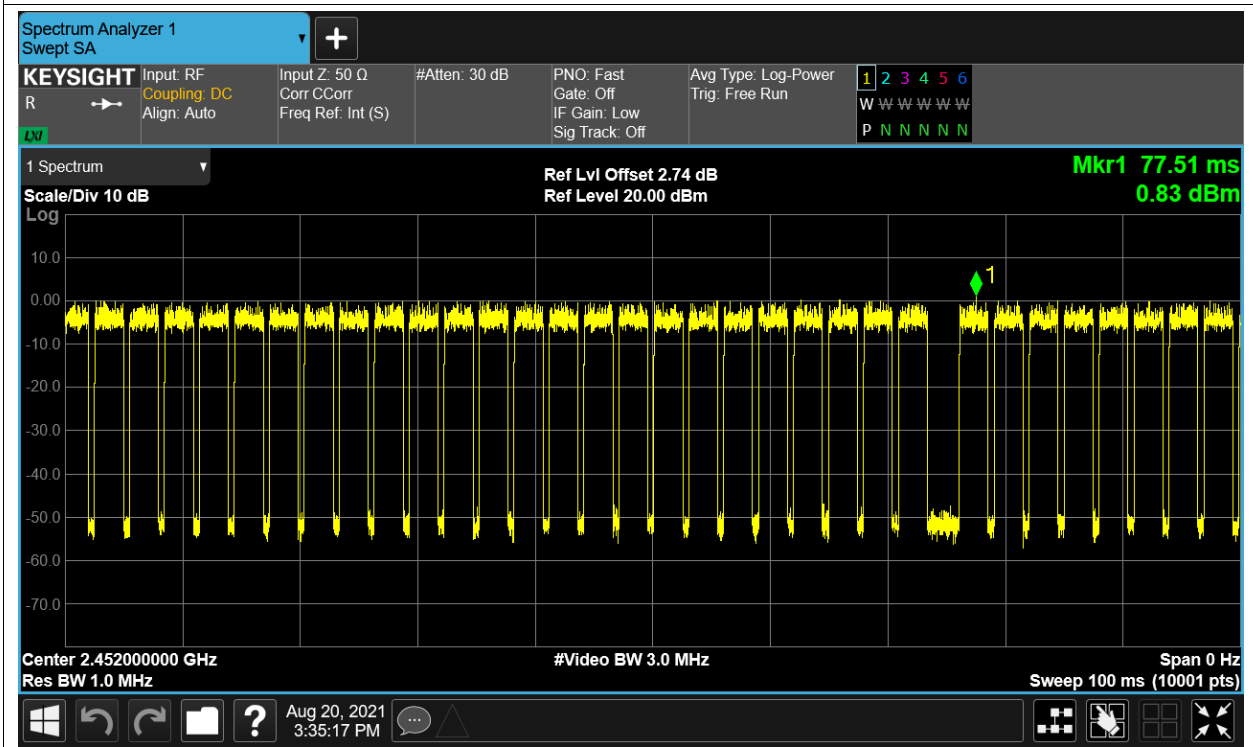 Spectrum Analyzer 1
Swept SA
KEYSIGHT
R
LXI
Input: RF
Coupling: DC
Align: Auto
Input Z: 50 Ω
Corr CCorr
Freq Ref: Int (S)
#Atten: 30 dB
PNO: Fast
Gate: Off
IF Gain: Low
Sig Track: Off
Avg Type: Log-Power
Trig: Free Run
1 2 3 4 5 6
W W W W W W
P N N N N N
1 Spectrum
Scale/Div 10 dB
Ref Lvl Offset 2.74 dB
Ref Level 20.00 dBm
Mkr1 77.51 ms
0.83 dBm
Log
10.0
0.00
-10.0
-20.0
-30.0
-40.0
-50.0
-60.0
-70.0
1
Center 2.452000000 GHz
Res BW 1.0 MHz
#Video BW 3.0 MHz
Span 0 Hz
Sweep 100 ms (10001 pts)
?
Aug 20, 2021
3:35:17 PM